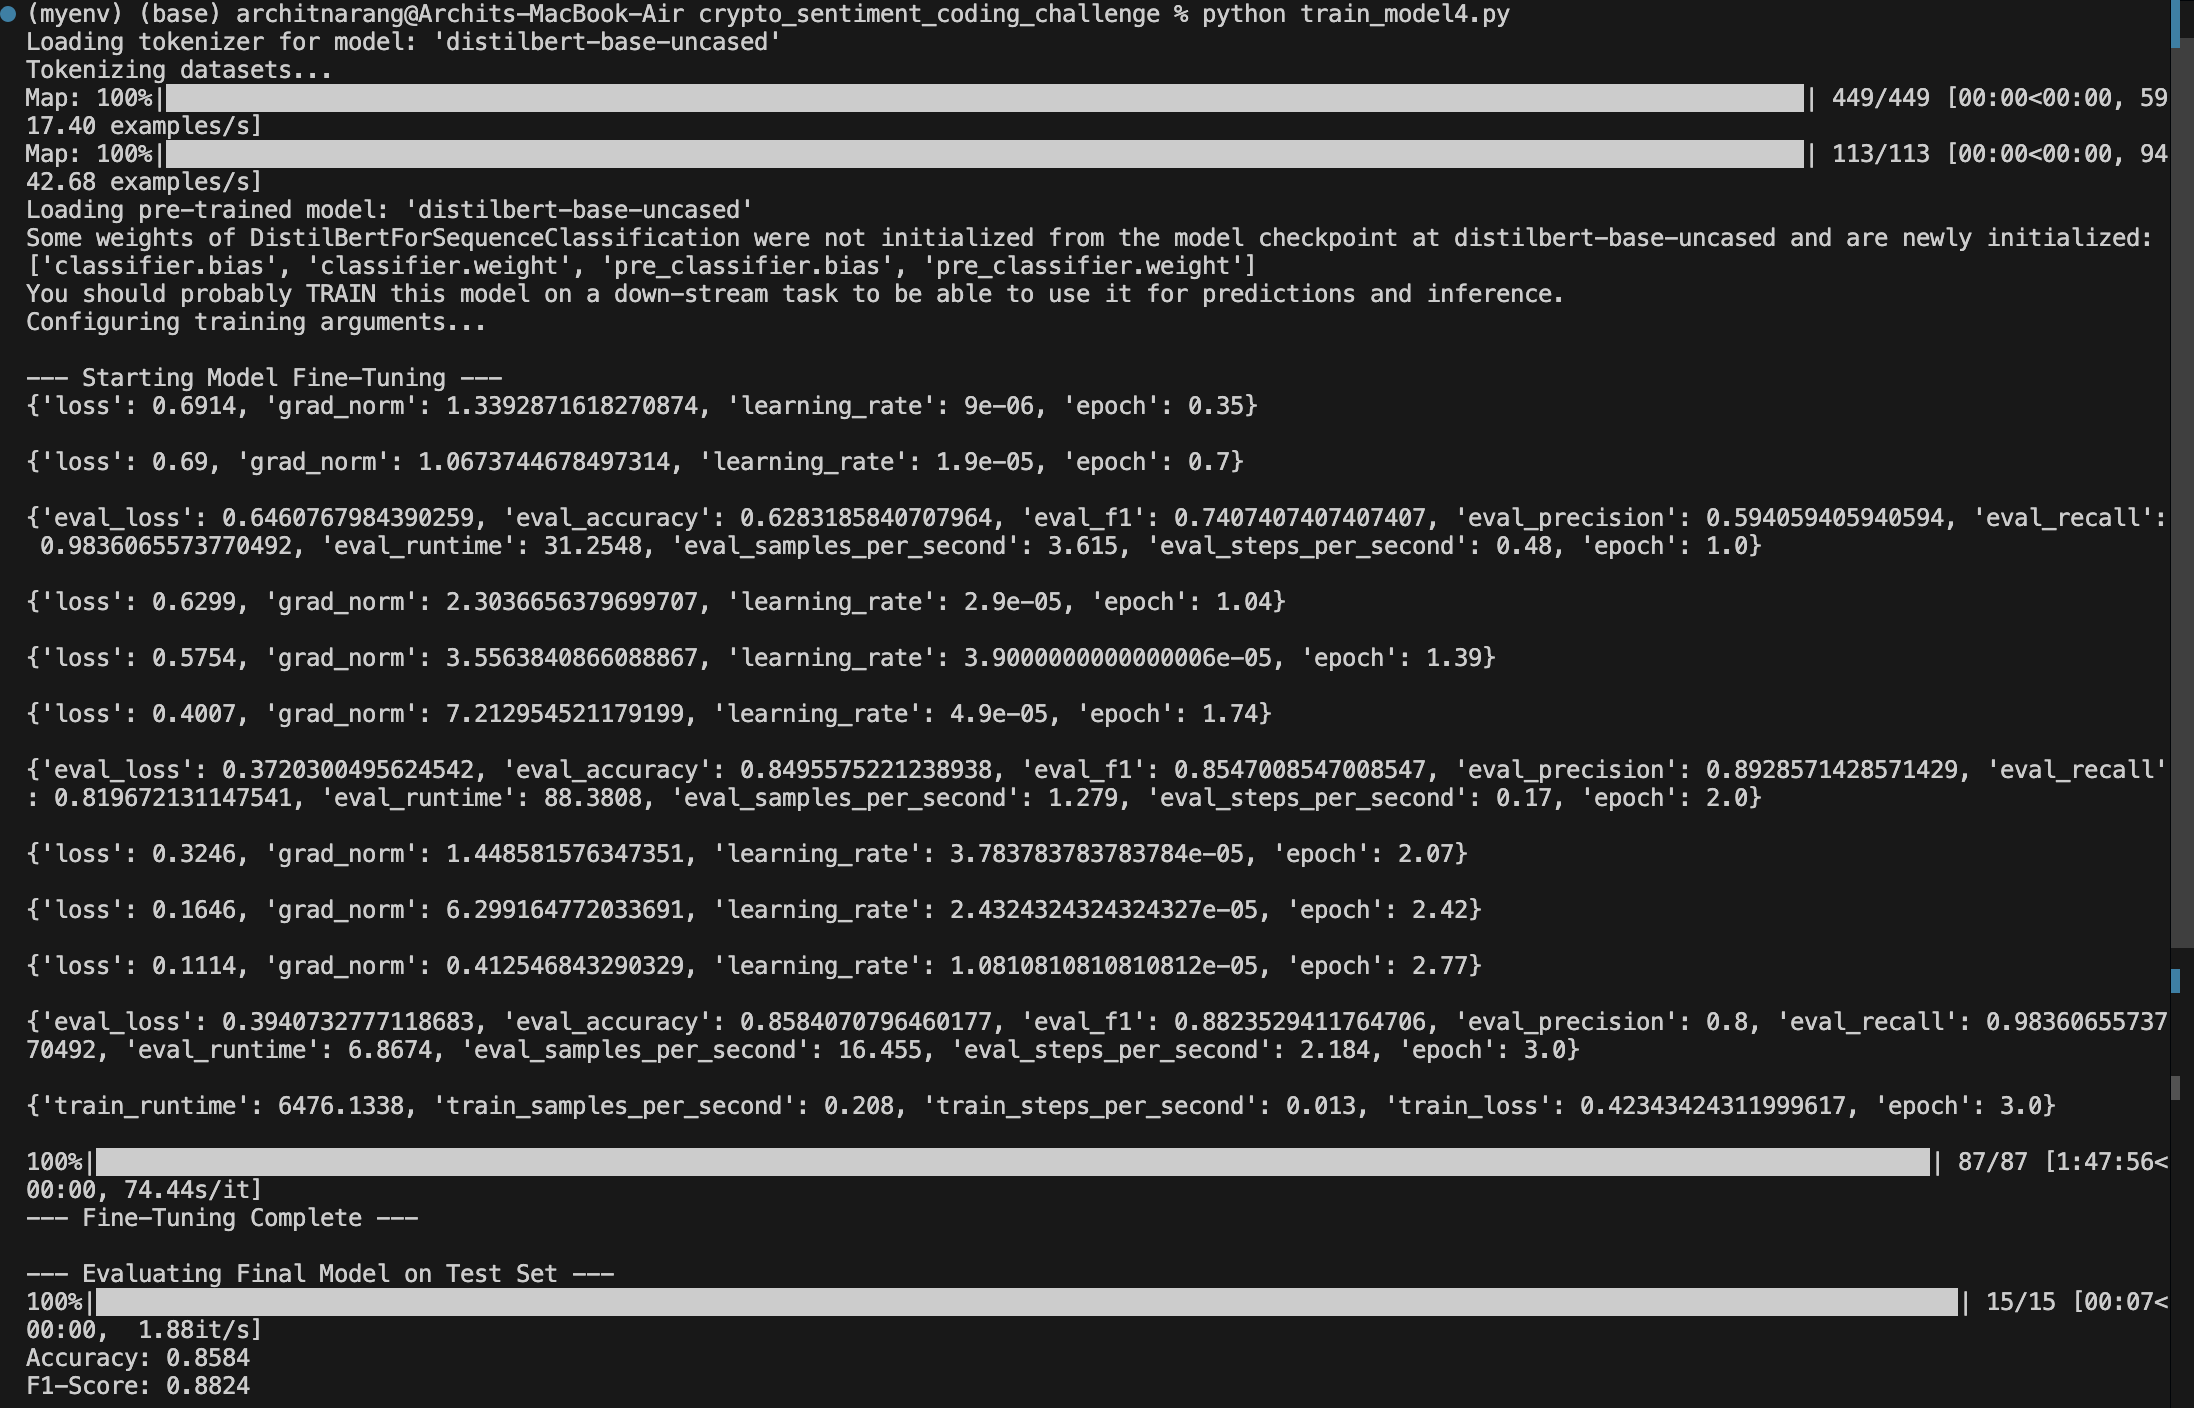 (myenv) (base) architnarang@Archits-MacBook-Air crypto_sentiment_coding_challenge % python train_model4.py
Loading tokenizer for model: 'distilbert-base-uncased'
Tokenizing datasets...
Map: 100%| | 449/449 [00:00<00:00, 59
17.40 examples/s]
Map: 100%| | 113/113 [00:00<00:00, 94
42.68 examples/s]
Loading pre-trained model: 'distilbert-base-uncased'
Some weights of DistilBertForSequenceClassification were not initialized from the model checkpoint at distilbert-base-uncased and are newly initialized:
['classifier.bias', 'classifier.weight', 'pre_classifier.bias', 'pre_classifier.weight']
You should probably TRAIN this model on a down-stream task to be able to use it for predictions and inference.
Configuring training arguments...
--- Starting Model Fine-Tuning ---
{'loss': 0.6914, 'grad_norm': 1.3392871618270874, 'learning_rate': 9e-06, 'epoch': 0.35}
{'loss': 0.69, 'grad_norm': 1.0673744678497314, 'learning_rate': 1.9e-05, 'epoch': 0.7}
{'eval_loss': 0.6460767984390259, 'eval_accuracy': 0.6283185840707964, 'eval_f1': 0.7407407407407407, 'eval_precision': 0.594059405940594, 'eval_recall':
 0.9836065573770492, 'eval_runtime': 31.2548, 'eval_samples_per_second': 3.615, 'eval_steps_per_second': 0.48, 'epoch': 1.0}
{'loss': 0.6299, 'grad_norm': 2.3036656379699707, 'learning_rate': 2.9e-05, 'epoch': 1.04}
{'loss': 0.5754, 'grad_norm': 3.5563840866088867, 'learning_rate': 3.9000000000000006e-05, 'epoch': 1.39}
{'loss': 0.4007, 'grad_norm': 7.212954521179199, 'learning_rate': 4.9e-05, 'epoch': 1.74}
{'eval_loss': 0.3720300495624542, 'eval_accuracy': 0.8495575221238938, 'eval_f1': 0.8547008547008547, 'eval_precision': 0.8928571428571429, 'eval_recall'
: 0.819672131147541, 'eval_runtime': 88.3808, 'eval_samples_per_second': 1.279, 'eval_steps_per_second': 0.17, 'epoch': 2.0}
{'loss': 0.3246, 'grad_norm': 1.448581576347351, 'learning_rate': 3.783783783783784e-05, 'epoch': 2.07}
{'loss': 0.1646, 'grad_norm': 6.299164772033691, 'learning_rate': 2.4324324324324327e-05, 'epoch': 2.42}
{'loss': 0.1114, 'grad_norm': 0.412546843290329, 'learning_rate': 1.0810810810810812e-05, 'epoch': 2.77}
{'eval_loss': 0.3940732777118683, 'eval_accuracy': 0.8584070796460177, 'eval_f1': 0.8823529411764706, 'eval_precision': 0.8, 'eval_recall': 0.98360655737
70492, 'eval_runtime': 6.8674, 'eval_samples_per_second': 16.455, 'eval_steps_per_second': 2.184, 'epoch': 3.0}
{'train_runtime': 6476.1338, 'train_samples_per_second': 0.208, 'train_steps_per_second': 0.013, 'train_loss': 0.42343424311999617, 'epoch': 3.0}
100%| | 87/87 [1:47:56<
00:00, 74.44s/it]
--- Fine-Tuning Complete ---
--- Evaluating Final Model on Test Set ---
100%| | 15/15 [00:07<
00:00,  1.88it/s]
Accuracy: 0.8584
F1-Score: 0.8824